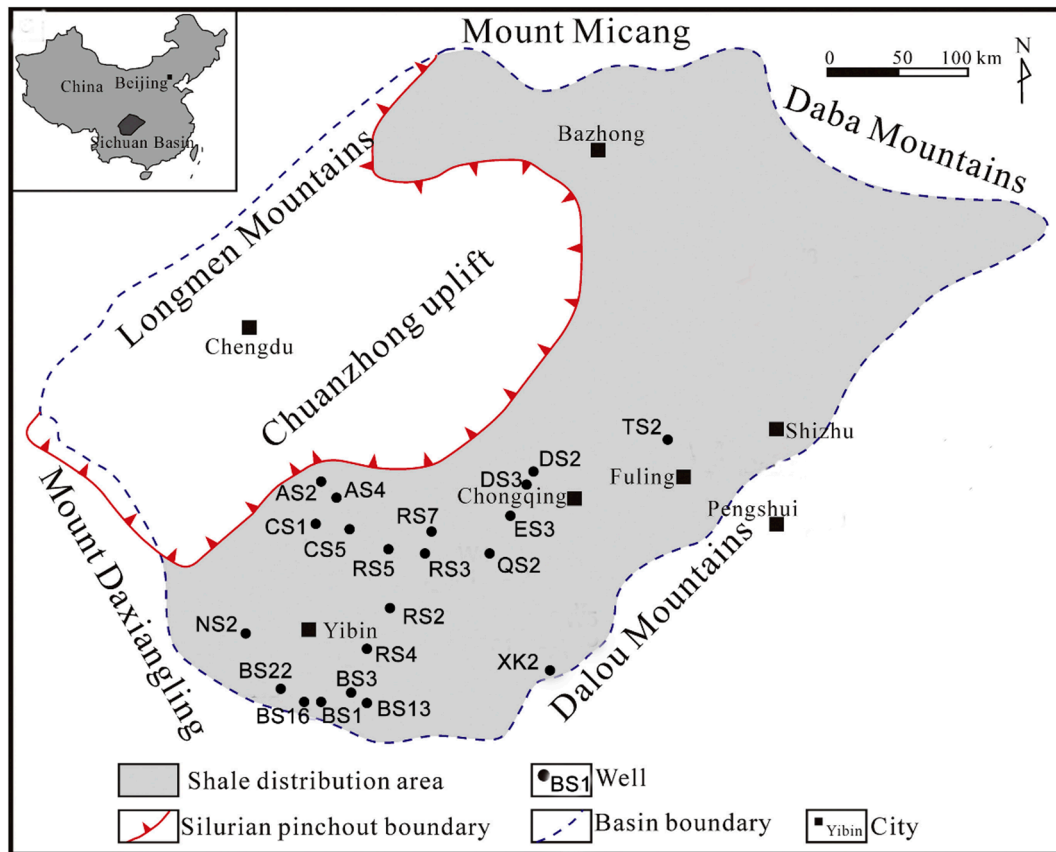 China
Beijing
Sichuan Basin
Mount Micang
0 50 100 km
N
Daba Mountains
Bazhong
Longmen Mountains
Chuanzhong uplift
Chengdu
TS2
Shizhu
DS2
DS3
Fuling
AS2
AS4
Chongqing
Pengshui
CS1
RS7
ES3
CS5
RS5
RS3
QS2
Mount Daxiangling
RS2
NS2
Yibin
RS4
Dalou Mountains
XK2
BS22
BS3
BS16
BS1
BS13
Shale distribution area
BS1 Well
Silurian pinchout boundary
Basin boundary
Yibin City